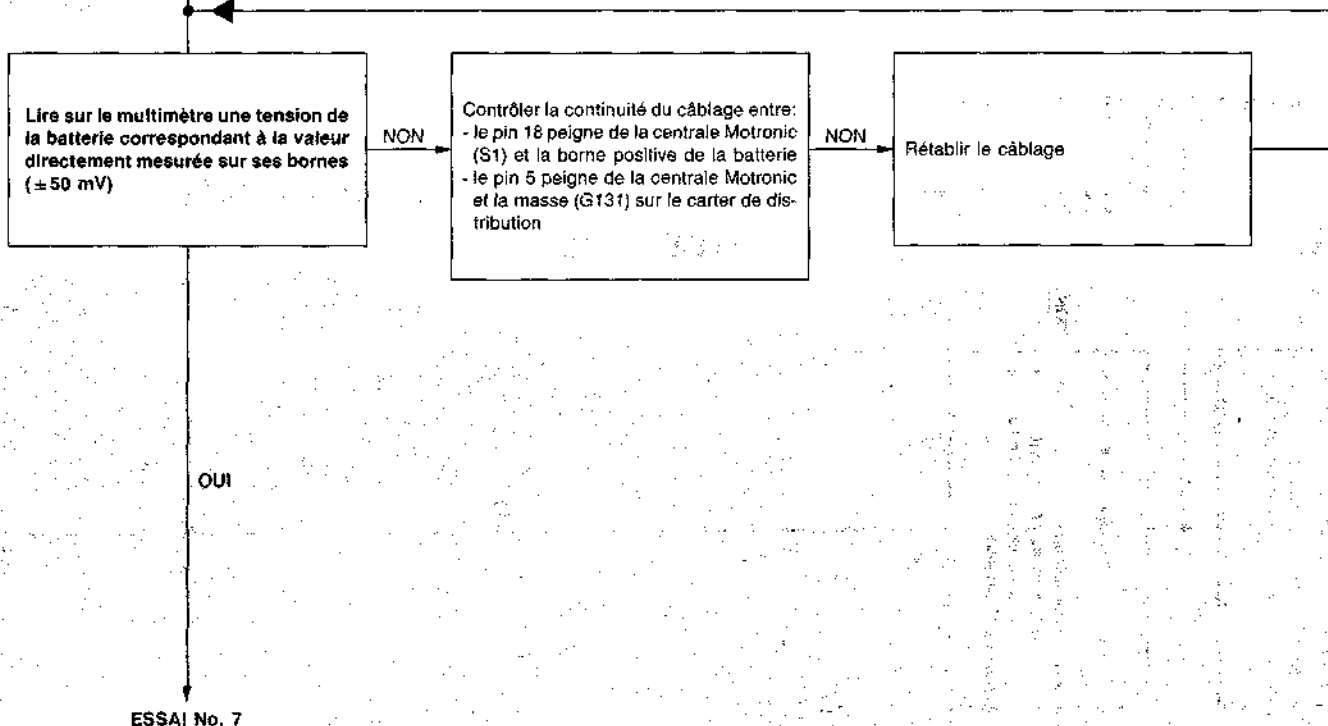 Lire sur le multimètre une tension de
la batterie correspondant à la valeur
directement mesurée sur ses bornes
(±50 mV)
NON
Contrôler la continuité du câblage entre:
- le pin 18 peigne de la centrale Motronic
(S1) et la borne positive de la batterie
- le pin 5 peigne de la centrale Motronic
et la masse (G131) sur le carter de dis-
tribution
NON
Rétablir le câblage
OUI
ESSAI No. 7